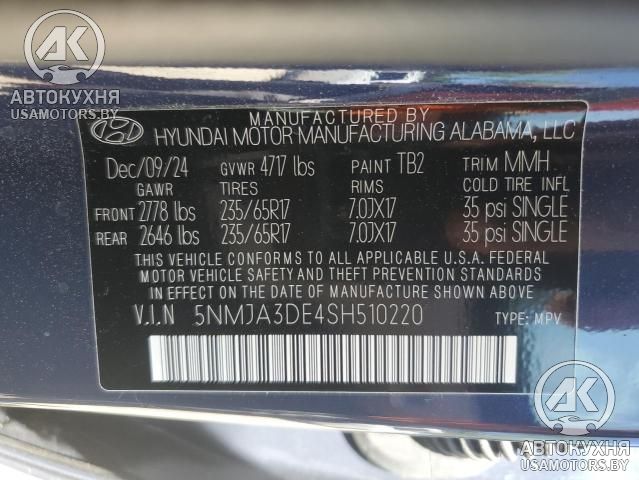 AK
АВТОКУХНЯ
USAMOTORS.BY
MANUFACTURED BY
HYUNDAI MOTOR MANUFACTURING ALABAMA, LLC
Dec/09/24 GVWR 4717 lbs PAINT TB2 TRIM MMH
GAWR TIRES RIMS COLD TIRE INFL
FRONT 2778 lbs 235/65R17 7.0JX17 35 psi SINGLE
REAR 2646 lbs 235/65R17 7.0JX17 35 psi SINGLE
THIS VEHICLE CONFORMS TO ALL APPLICABLE U.S.A. FEDERAL
MOTOR VEHICLE SAFETY AND THEFT PREVENTION STANDARDS
IN EFFECT ON THE DATE OF MANUFACTURE SHOWN ABOVE.
V.I.N 5NMJA3DE4SH510220 TYPE: MPV
AK
АВТОКУХНЯ
USAMOTORS.BY